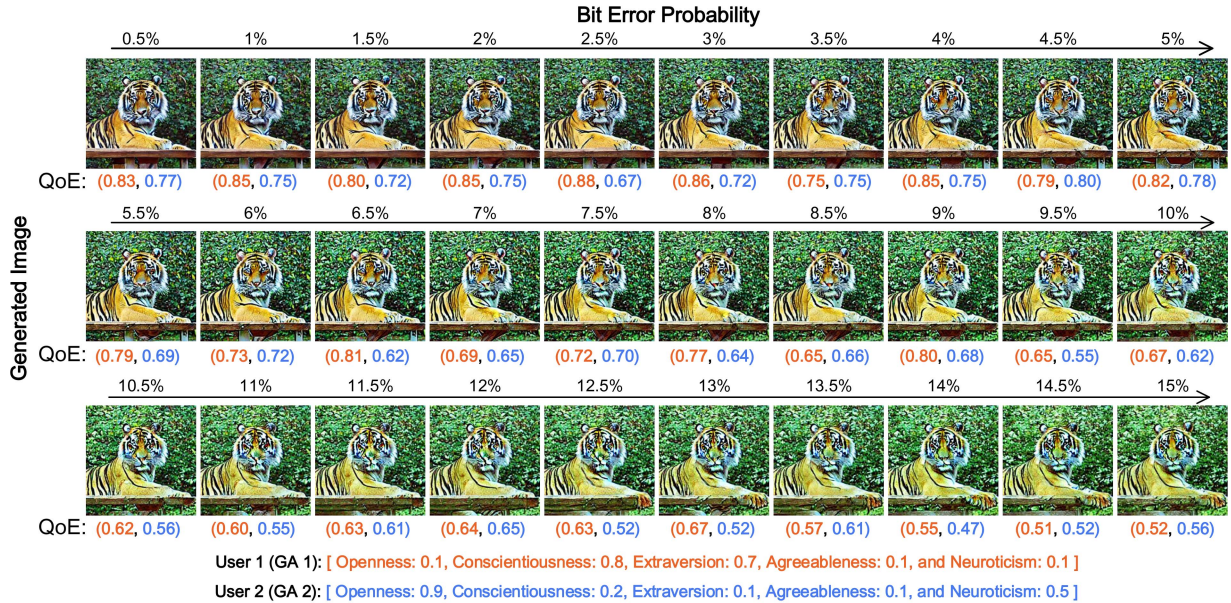 Bit Error Probability
0.5% 1% 1.5% 2% 2.5% 3% 3.5% 4% 4.5% 5%
QoE: (0.83, 0.77) (0.85, 0.75) (0.80, 0.72) (0.85, 0.75) (0.88, 0.67) (0.86, 0.72) (0.75, 0.75) (0.85, 0.75) (0.79, 0.80) (0.82, 0.78)
Generated Image
5.5% 6% 6.5% 7% 7.5% 8% 8.5% 9% 9.5% 10%
QoE: (0.79, 0.69) (0.73, 0.72) (0.81, 0.62) (0.69, 0.65) (0.72, 0.70) (0.77, 0.64) (0.65, 0.66) (0.80, 0.68) (0.65, 0.55) (0.67, 0.62)
10.5% 11% 11.5% 12% 12.5% 13% 13.5% 14% 14.5% 15%
QoE: (0.62, 0.56) (0.60, 0.55) (0.63, 0.61) (0.64, 0.65) (0.63, 0.52) (0.67, 0.52) (0.57, 0.61) (0.55, 0.47) (0.51, 0.52) (0.52, 0.56)
User 1 (GA 1): [ Openness: 0.1, Conscientiousness: 0.8, Extraversion: 0.7, Agreeableness: 0.1, and Neuroticism: 0.1 ]
User 2 (GA 2): [ Openness: 0.9, Conscientiousness: 0.2, Extraversion: 0.1, Agreeableness: 0.1, and Neuroticism: 0.5 ]